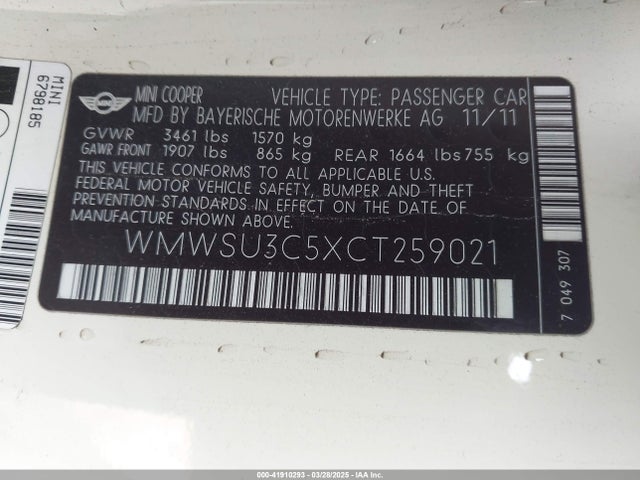 MINI
6798185
MINI
MINI COOPER VEHICLE TYPE: PASSENGER CAR
MFD BY BAYERISCHE MOTORENWERKE AG 11/11
GVWR 3461 lbs 1570 kg
GAWR FRONT 1907 lbs 865 kg REAR 1664 lbs 755 kg
THIS VEHICLE CONFORMS TO ALL APPLICABLE U.S.
FEDERAL MOTOR VEHICLE SAFETY, BUMPER AND THEFT
PREVENTION STANDARDS IN EFFECT ON THE DATE OF
MANUFACTURE SHOWN ABOVE.
WMWSU3C5XCT259021
7 049 307
000-41910293 - 03/28/2025 - IAA Inc.